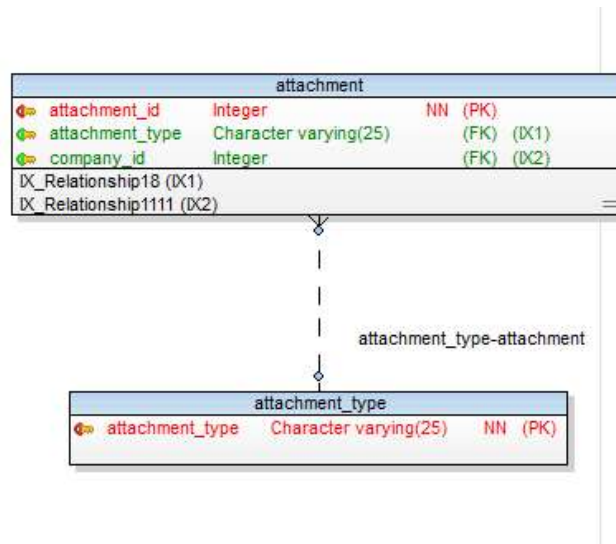 attachment
attachment_id Integer NN (PK)
attachment_type Character varying(25) (FK) (IX1)
company_id Integer (FK) (IX2)
IX_Relationship18 (IX1)
IX_Relationship1111 (IX2)
attachment_type-attachment
attachment_type
attachment_type Character varying(25) NN (PK)